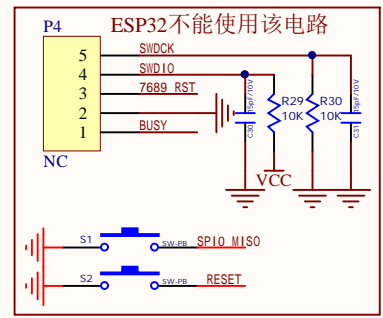 ESP32不能使用该电路
P4
5 SWDCK
4 SWDIO
3 7689_RST
2
1 BUSY
NC
C30 15pF/10V
R29 10K
R30 10K
C31 15pF/10V
VCC
S1 SW-PB SPIO_MISO
S2 SW-PB RESET